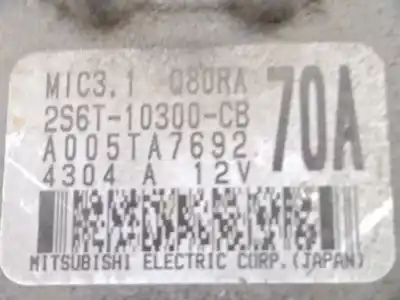 MIC3.1 Q80RA
70A
2S6T-10300-CB
A005TA7692
4304 A 12V
MITSUBISHI ELECTRIC CORP.(JAPAN)